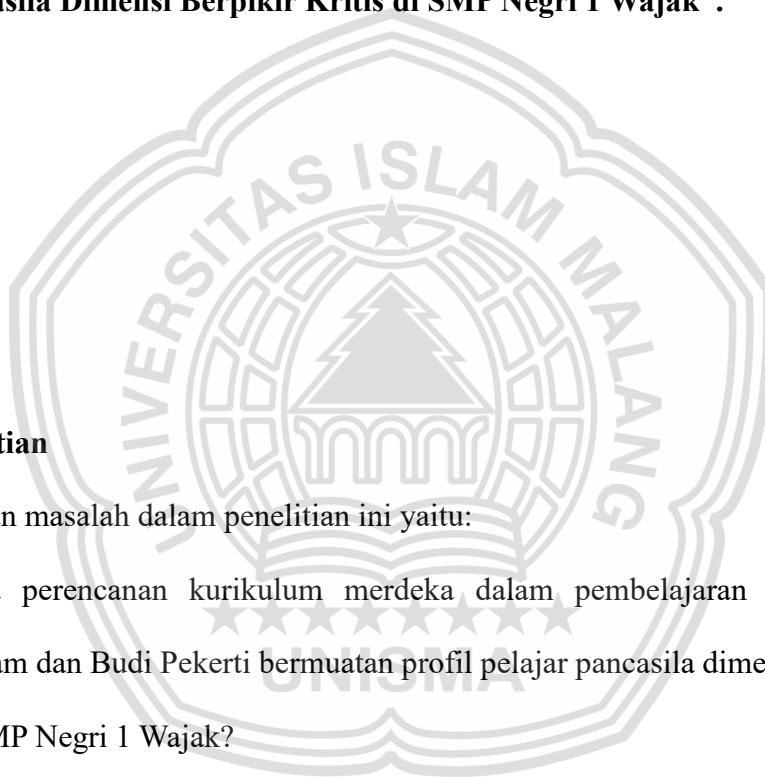 Dimensi Berpikir Kritis di SMP Negri 1 Wajak".
tian
n masalah dalam penelitian ini yaitu:
perencanan kurikulum merdeka dalam pembelajaran
am dan Budi Pekerti bermuatan profil pelajar pancasila dime
MP Negri 1 Wajak?
UNIVERSITAS ISLAM MALANG
UNISMA